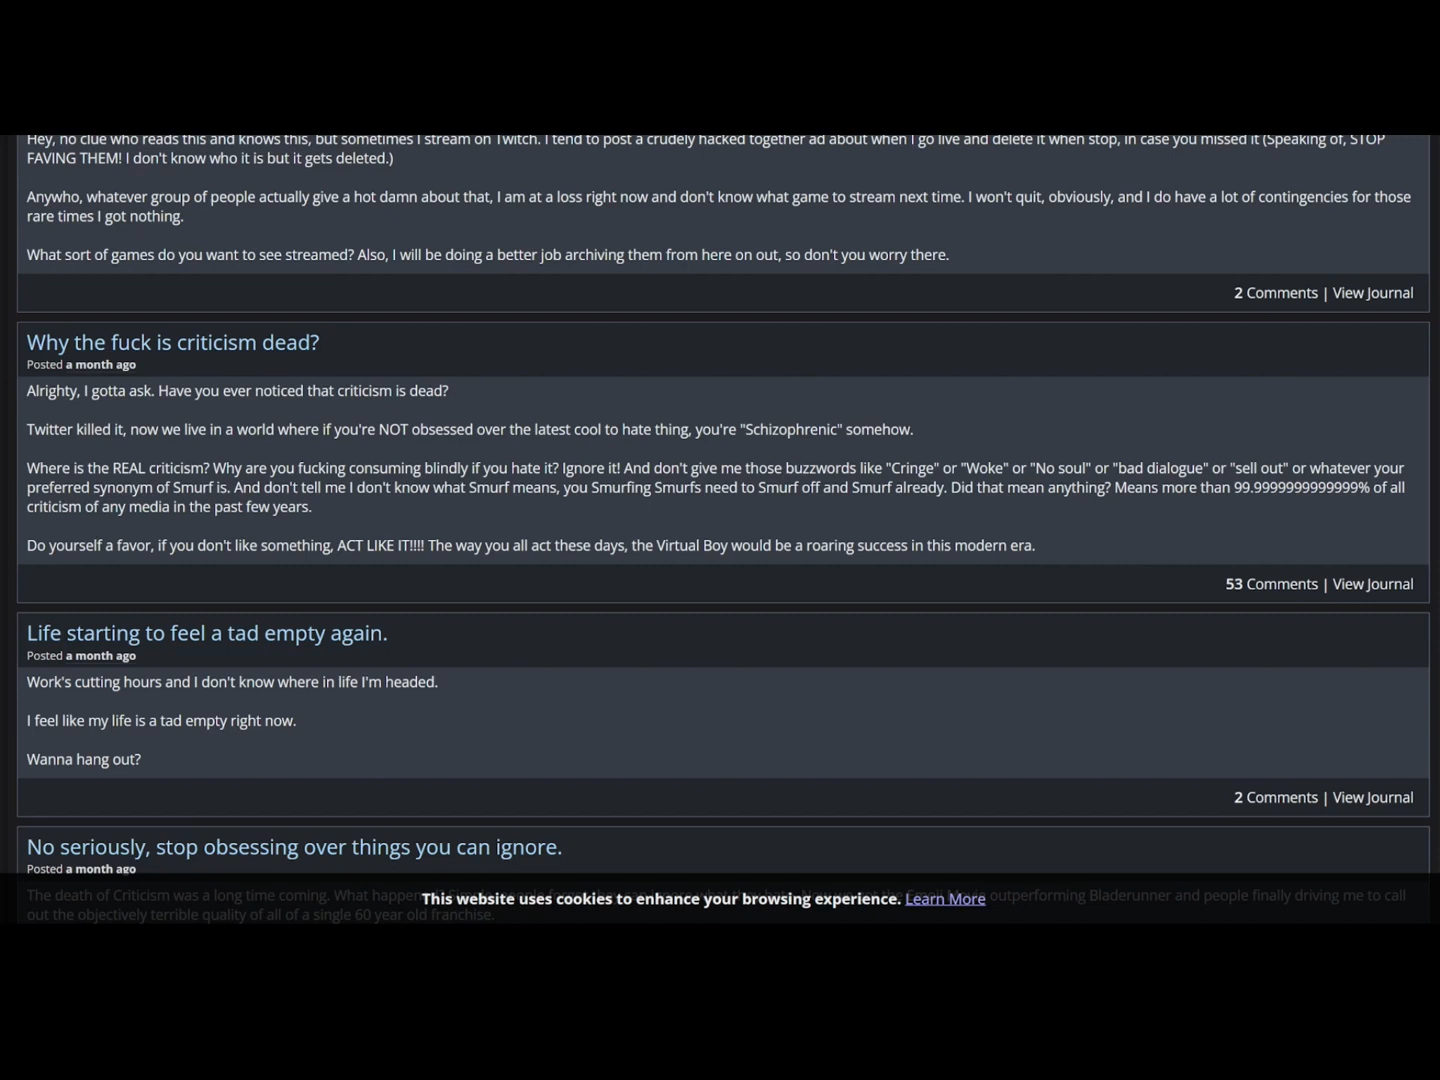 Hey, no clue who reads this and knows this, but sometimes I stream on Twitch. I tend to post a crudely hacked together ad about when I go live and delete it when stop, in case you missed it (Speaking of, STOP
FAVING THEM! I don't know who it is but it gets deleted.)
Anywho, whatever group of people actually give a hot damn about that, I am at a loss right now and don't know what game to stream next time. I won't quit, obviously, and I do have a lot of contingencies for those
rare times I got nothing.
What sort of games do you want to see streamed? Also, I will be doing a better job archiving them from here on out, so don't you worry there.
2 Comments | View Journal
Why the fuck is criticism dead?
Posted a month ago
Alrighty, I gotta ask. Have you ever noticed that criticism is dead?
Twitter killed it, now we live in a world where if you're NOT obsessed over the latest cool to hate thing, you're "Schizophrenic" somehow.
Where is the REAL criticism? Why are you fucking consuming blindly if you hate it? Ignore it! And don't give me those buzzwords like "Cringe" or "Woke" or "No soul" or "bad dialogue" or "sell out" or whatever your
preferred synonym of Smurf is. And don't tell me I don't know what Smurf means, you Smurfing Smurfs need to Smurf off and Smurf already. Did that mean anything? Means more than 99.9999999999999% of all
criticism of any media in the past few years.
Do yourself a favor, if you don't like something, ACT LIKE IT!!!! The way you all act these days, the Virtual Boy would be a roaring success in this modern era.
53 Comments | View Journal
Life starting to feel a tad empty again.
Posted a month ago
Work's cutting hours and I don't know where in life I'm headed.
I feel like my life is a tad empty right now.
Wanna hang out?
2 Comments | View Journal
No seriously, stop obsessing over things you can ignore.
Posted a month ago
The death of Criticism was a long time coming. What happen outperforming Bladerunner and people finally driving me to call
This website uses cookies to enhance your browsing experience. Learn More
out the objectively terrible quality of all of a single 60 year old franchise.